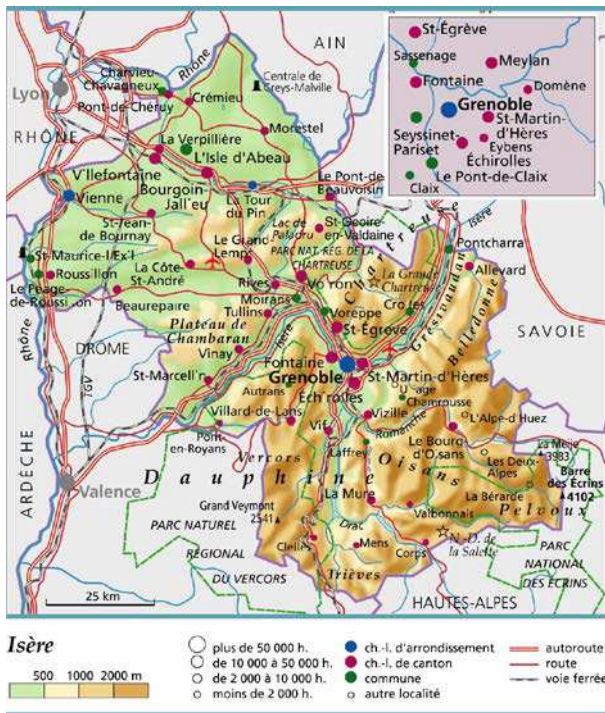 AIN
St-Égrève
Sassenage
Meylan
Fontaine
Domène
Grenoble
St-Martin-
d'Hères
Seyssinet-
Pariset
Eybens
Échirolles
Le Pont-de-
Claix
Claix
Lyon
Charvieu-
Chavagneux
Rhône
Pont-de-Chéruy
Crémieu
Centrale de
Creys-Malville
RHÔNE
Morestel
La Verpillière
L'Isle d'Abeau
Villefontaine
Vienne
Bourgoin-
Jallieu
La Tour
du Pin
Le Pont-de-
Beauvoisin
St-Jean-
de Bournay
Lac de
Paladru
St-Geoire-
en-Valdaine
Le Grand-
Lemps
PARC NAT. RÉG. DE LA
CHARTREUSE
Chartreuse
Isère
Pontcharra
St-Maurice-l'Exil
Roussillon
La Côte-
St-André
Le Péage-
de-Roussillon
Beaurepaire
Rives
Voiron
La Grande
Chartreuse
Allevard
Moirans
Voreppe
Crolles
Grésivaudan
Belledonne
Tullins
St-Égrève
Plateau de
Chambaran
Isère
SAVOIE
Rhône
DRÔME
TGV
Vinay
Fontaine
Grenoble
St-Martin-d'Hères
St-Marcellin
Autrans
Échirolles
Uriage
Chamrousse
Villard-de-Lans
Vizille
L'Alpe-d'Huez
Romanche
Pont-
en-Royans
Vif
Laffrey
Le Bourg-
d'Oisans
La Meije
3983
ARDÈCHE
Valence
Vercors
Oisans
Les Deux-
Alpes
Barre
des Écrins
4102
Dauphiné
La Mure
La Bérarde
Grand Veymont
2541
Valbonnais
Pelvoux
PARC NATUREL
RÉGIONAL
DU VERCORS
Drac
Clelles
Mens
Corps
N.-D. de
la Salette
Trièves
PARC
NATIONAL
DES ÉCRINS
25 km
HAUTES-ALPES
Isère
500 1000 2000 m
plus de 50 000 h.
de 10 000 à 50 000 h.
de 2 000 à 10 000 h.
moins de 2 000 h.
ch.-l. d'arrondissement
ch.-l. de canton
commune
autre localité
autoroute
route
voie ferrée